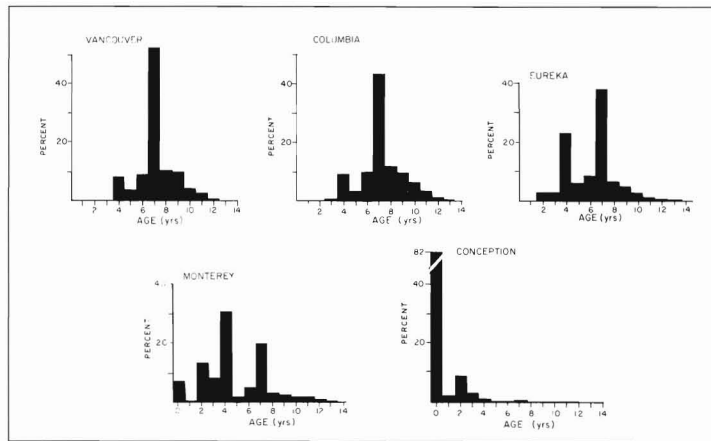 VANCOUVER
40
20
PERCENT
2 4 6 8 10 12 14
AGE (yrs)
COLUMBIA
40
20
PERCENT
2 4 6 8 10 12 14
AGE (yrs)
EUREKA
40
20
PERCENT
0 2 4 6 8 10 12 14
AGE (yrs)
MONTEREY
20
PERCENT
0 2 4 6 8 10 12 14
AGE (yrs)
CONCEPTION
82
40
20
PERCENT
0 2 4 6 8 10 12 14
AGE (yrs)